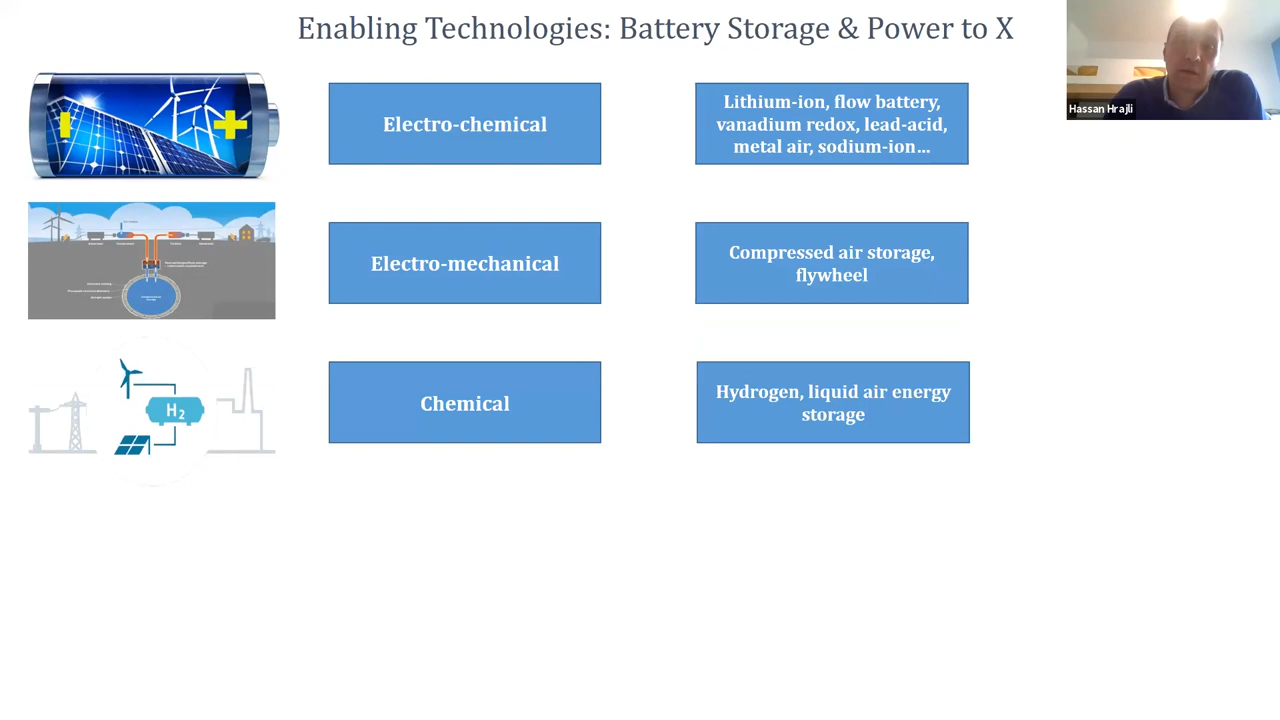 Enabling Technologies: Battery Storage & Power to X
Hassan Hrajli
Electro-chemical
Lithium-ion, flow battery,
vanadium redox, lead-acid,
metal air, sodium-ion...
Electro-mechanical
Compressed air storage,
flywheel
H2
Chemical
Hydrogen, liquid air energy
storage